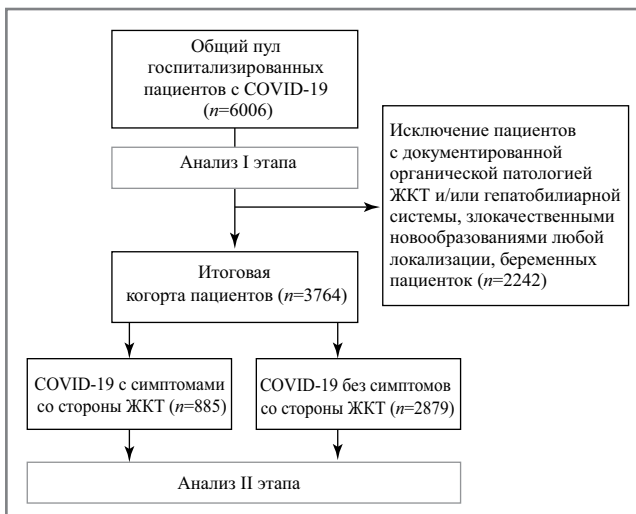 Общий пул
госпитализированных
пациентов с COVID-19
(n=6006)
Анализ I этапа
Исключение пациентов
с документированной
органической патологией
ЖКТ и/или гепатобилиарной
системы, злокачественными
новообразованиями любой
локализации, беременных
пациенток (n=2242)
Итоговая
когорта пациентов (n=3764)
COVID-19 с симптомами
со стороны ЖКТ (n=885)
COVID-19 без симптомов
со стороны ЖКТ (n=2879)
Анализ II этапа